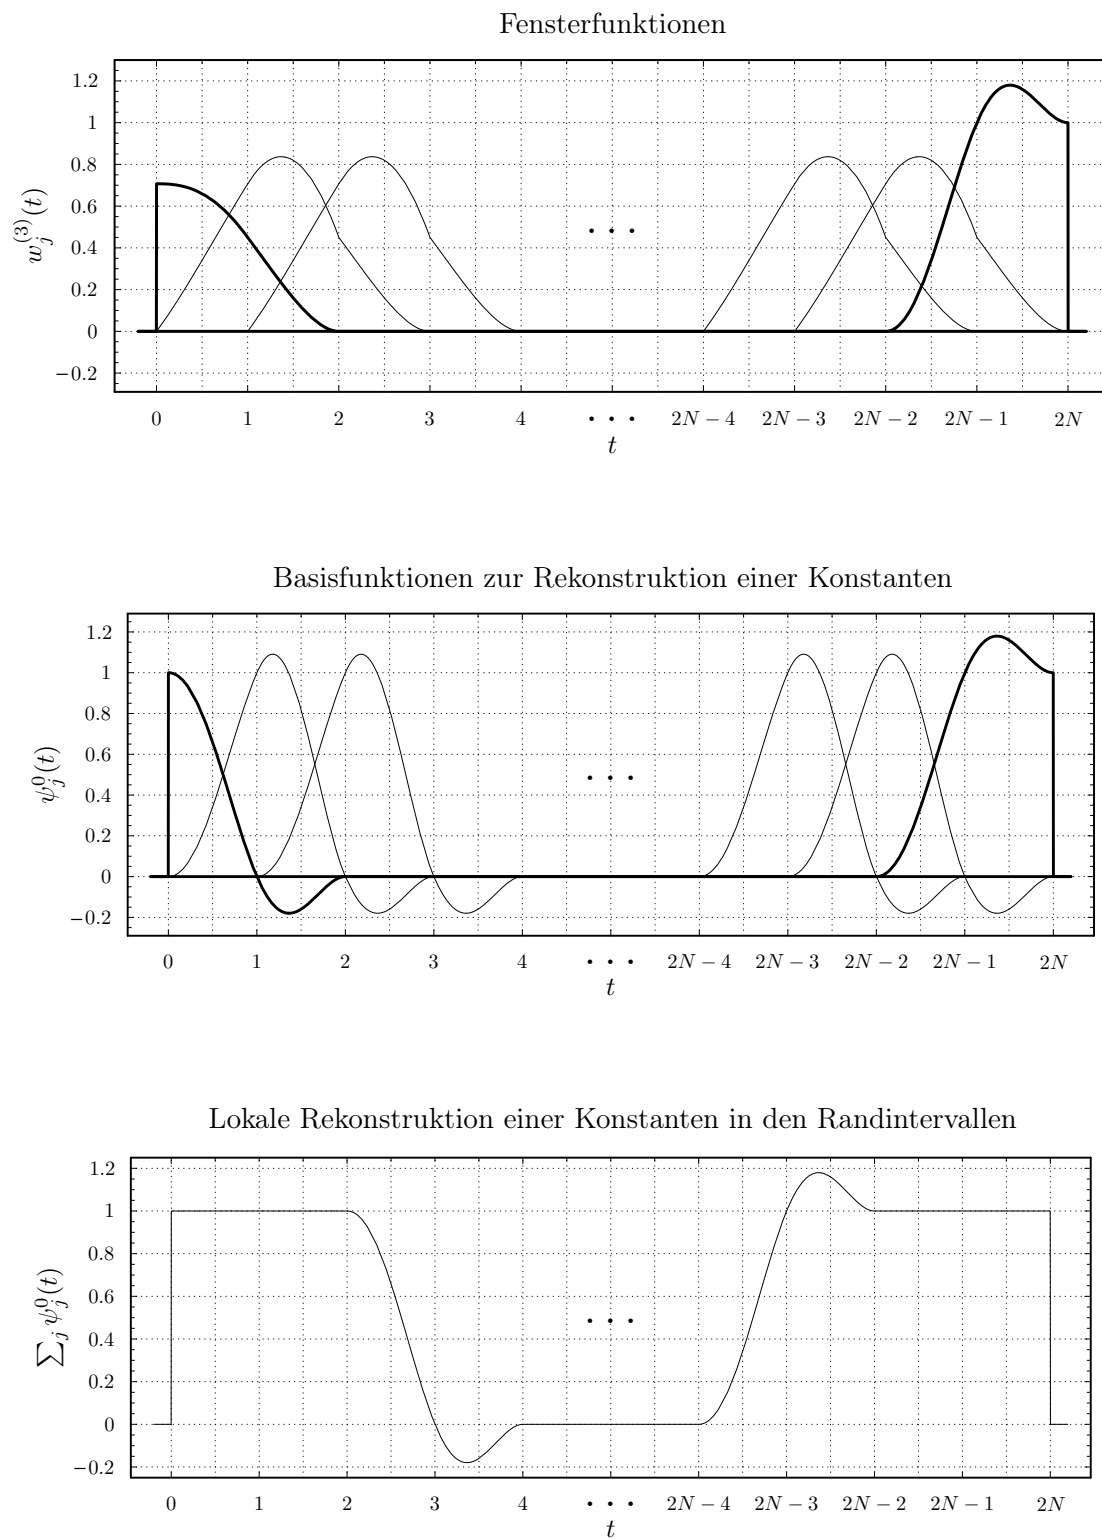 Fensterfunktionen
1.2
1
0.8
0.6
0.4
0.2
0
−0.2
w_j^{(3)}(t)
· · ·
0 1 2 3 4 · · · 2N − 4 2N − 3 2N − 2 2N − 1 2N
t
Basisfunktionen zur Rekonstruktion einer Konstanten
1.2
1
0.8
0.6
0.4
0.2
0
−0.2
ψ_j^0(t)
· · ·
0 1 2 3 4 · · · 2N − 4 2N − 3 2N − 2 2N − 1 2N
t
Lokale Rekonstruktion einer Konstanten in den Randintervallen
1.2
1
0.8
0.6
0.4
0.2
0
−0.2
∑_j ψ_j^0(t)
· · ·
0 1 2 3 4 · · · 2N − 4 2N − 3 2N − 2 2N − 1 2N
t